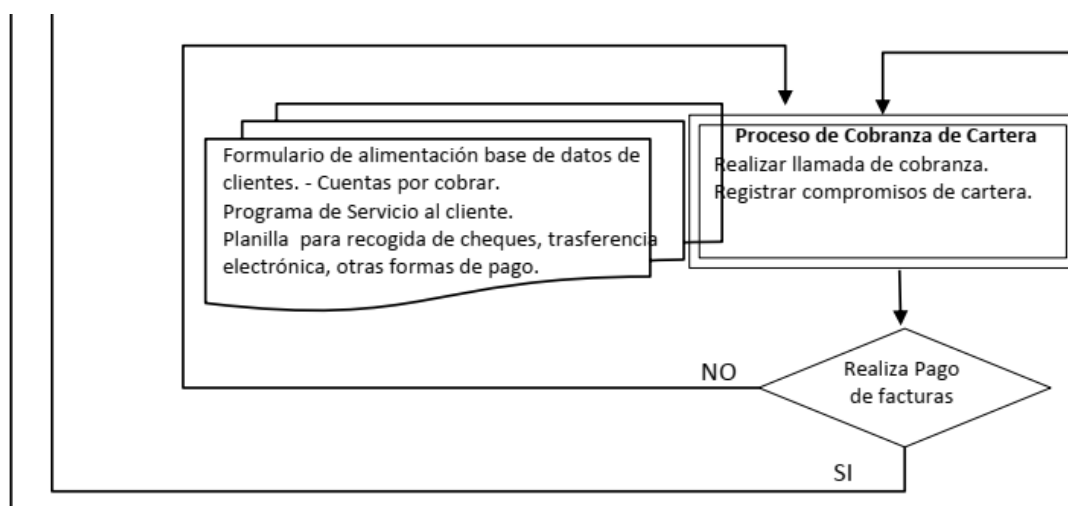 Proceso de Cobranza de Cartera
Realizar llamada de cobranza.
Registrar compromisos de cartera.
Formulario de alimentación base de datos de
clientes. - Cuentas por cobrar.
Programa de Servicio al cliente.
Planilla para recogida de cheques, trasferencia
electrónica, otras formas de pago.
NO
Realiza Pago
de facturas
SI